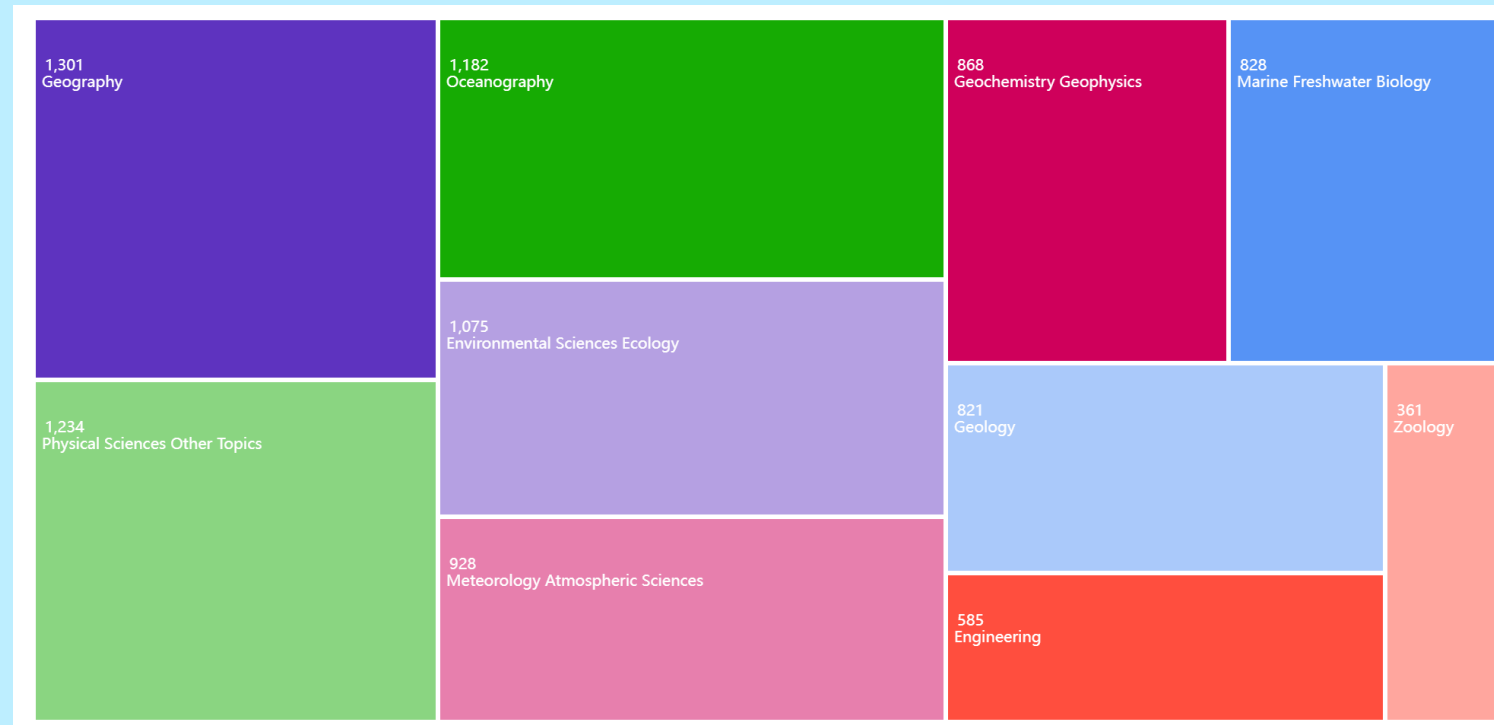 1,301
Geography
1,182
Oceanography
868
Geochemistry Geophysics
828
Marine Freshwater Biology
1,075
Environmental Sciences Ecology
1,234
Physical Sciences Other Topics
821
Geology
361
Zoology
928
Meteorology Atmospheric Sciences
585
Engineering